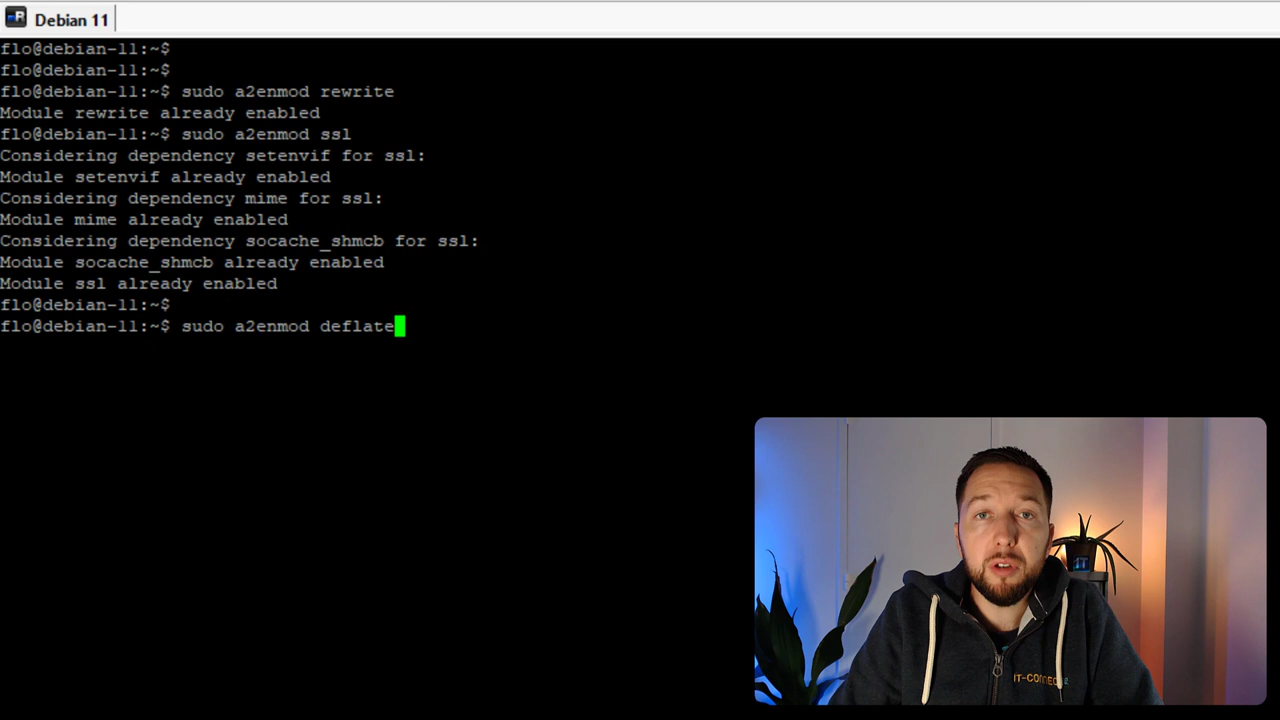 Debian 11
flo@debian-11:~$
flo@debian-11:~$
flo@debian-11:~$ sudo a2enmod rewrite
Module rewrite already enabled
flo@debian-11:~$ sudo a2enmod ssl
Considering dependency setenvif for ssl:
Module setenvif already enabled
Considering dependency mime for ssl:
Module mime already enabled
Considering dependency socache_shmcb for ssl:
Module socache_shmcb already enabled
Module ssl already enabled
flo@debian-11:~$
flo@debian-11:~$ sudo a2enmod deflate
IT-CONNECT